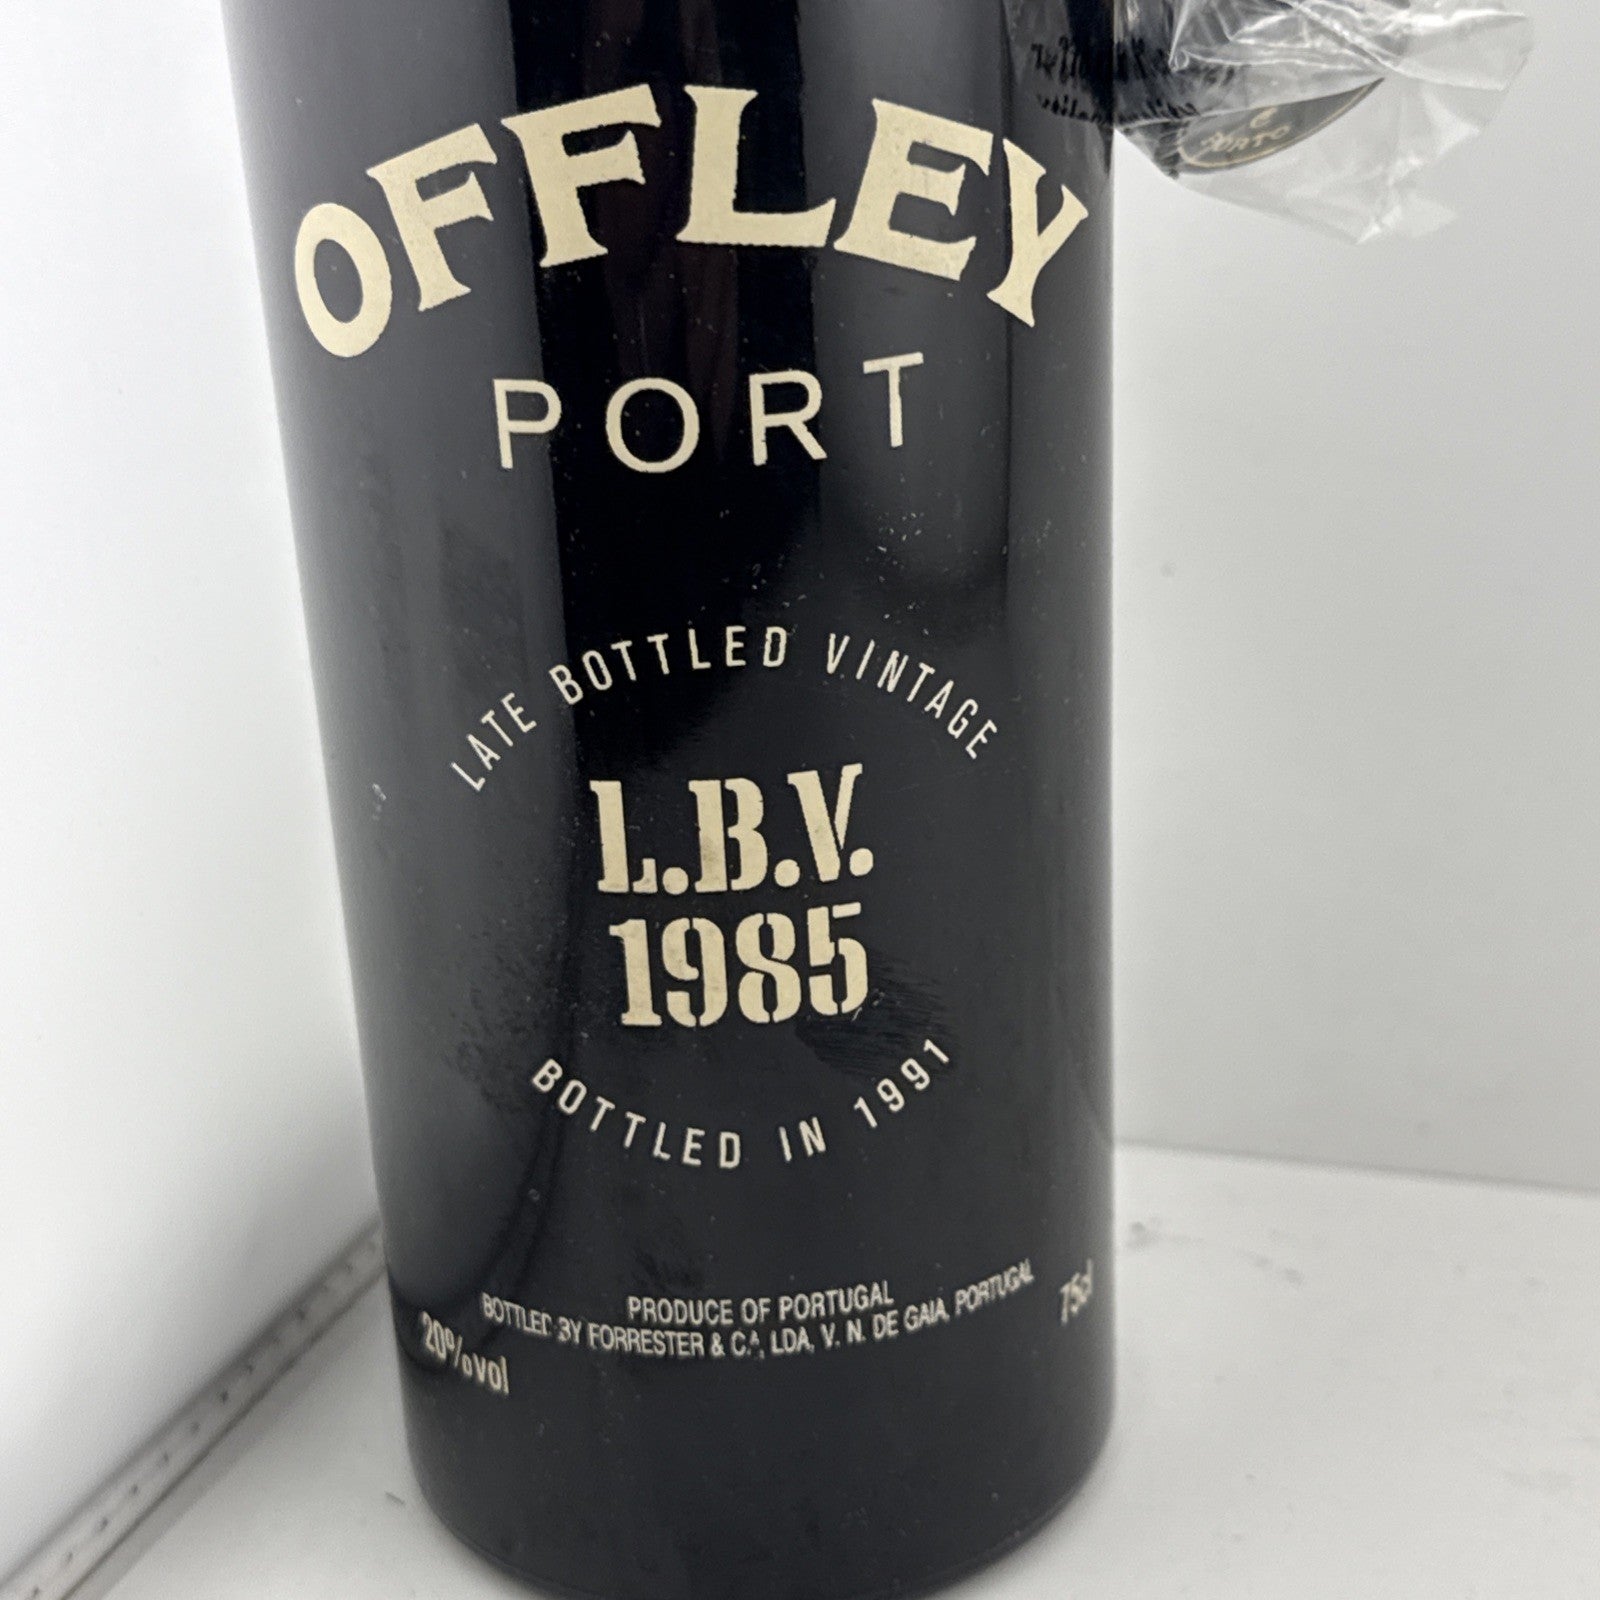 OFFLEY
PORT
LATE BOTTLED VINTAGE
L.B.V.
1985
BOTTLED IN 1991
PRODUCE OF PORTUGAL
BOTTLED BY FORRESTER & C.ᴬ, LDA, V. N. DE GAIA, PORTUGAL
20%vol
75cl
PORTO